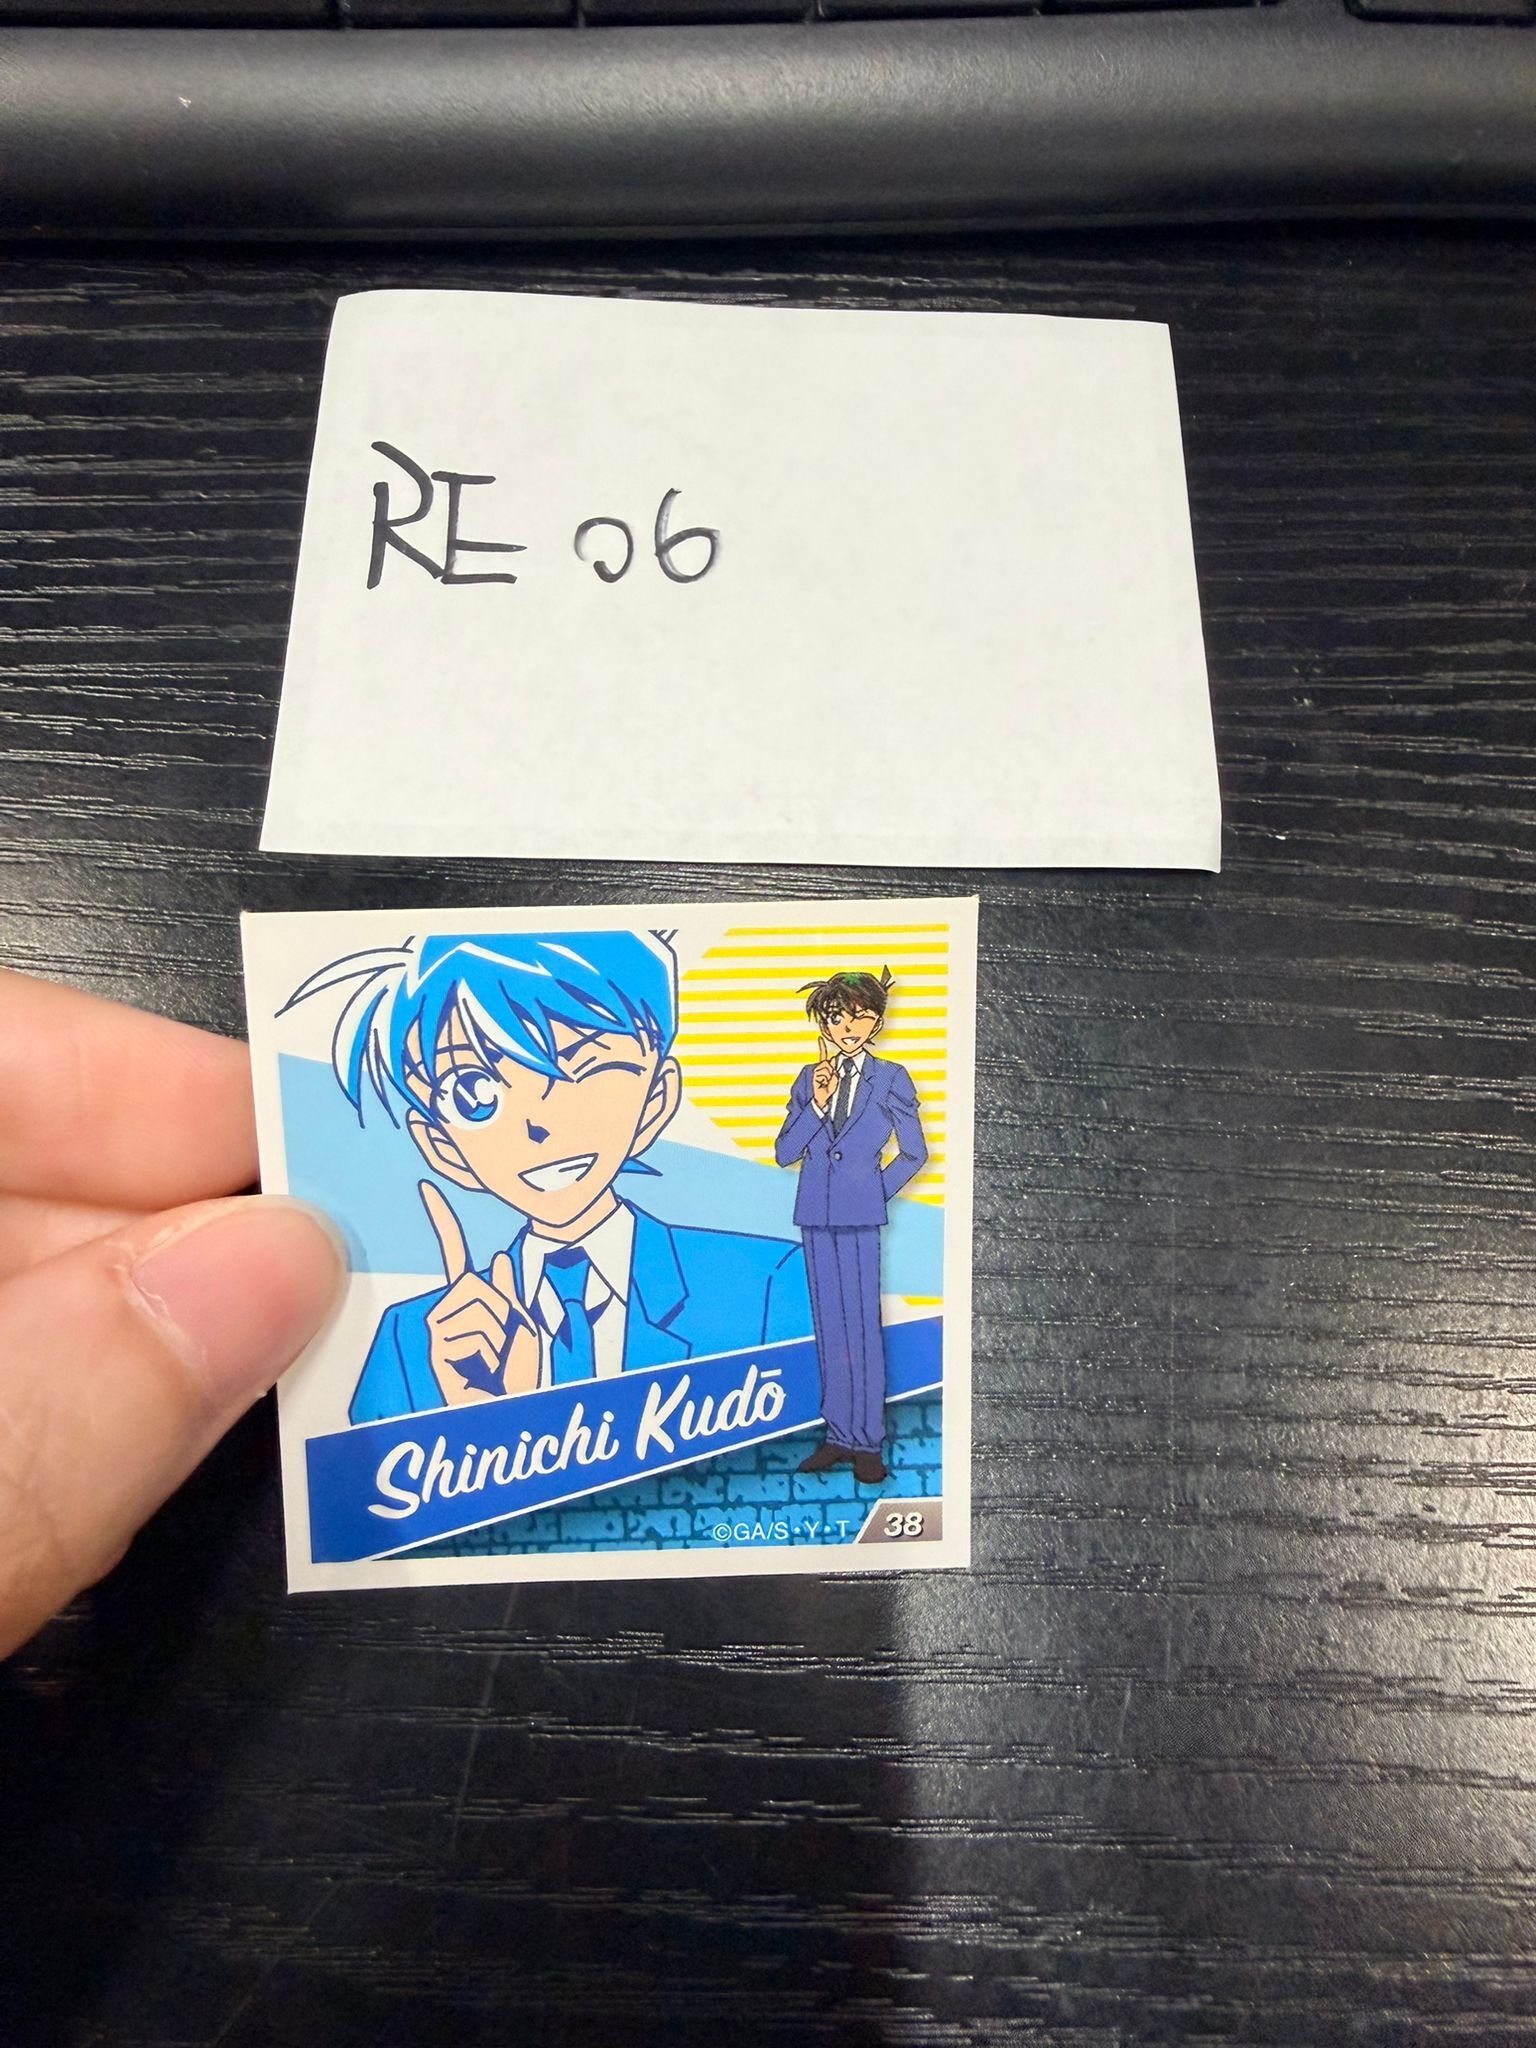 RE 06
Shinichi Kudō
©GA/S・Y・T 38